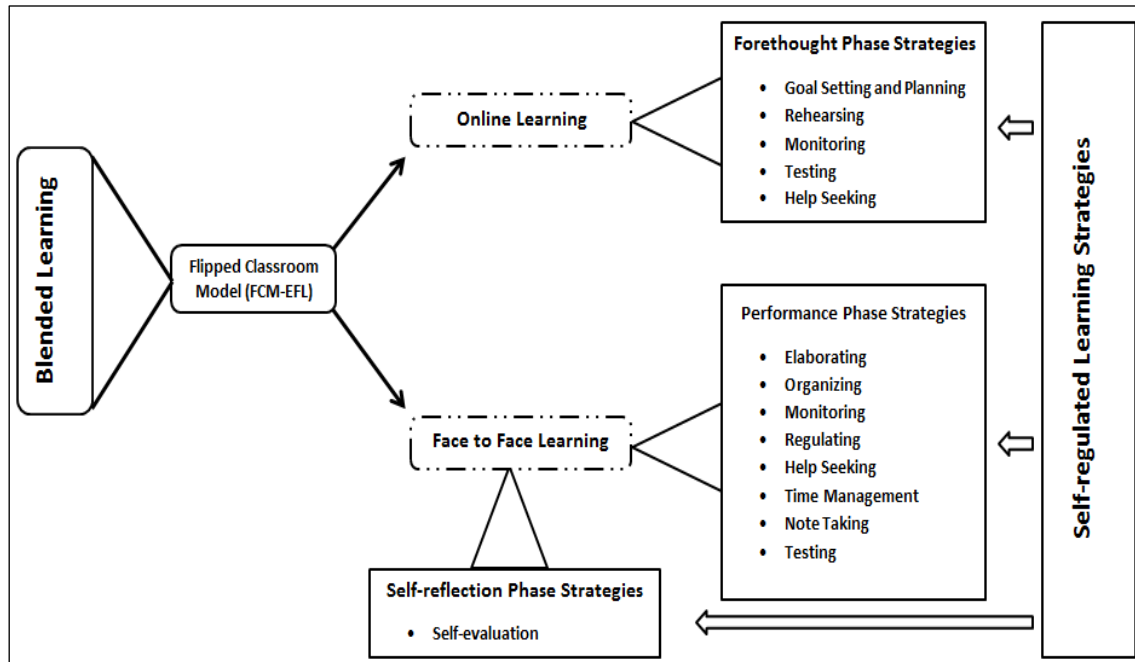 Blended Learning
Flipped Classroom
Model (FCM-EFL)
Online Learning
Face to Face Learning
Forethought Phase Strategies
• Goal Setting and Planning
• Rehearsing
• Monitoring
• Testing
• Help Seeking
Performance Phase Strategies
• Elaborating
• Organizing
• Monitoring
• Regulating
• Help Seeking
• Time Management
• Note Taking
• Testing
Self-reflection Phase Strategies
• Self-evaluation
Self-regulated Learning Strategies